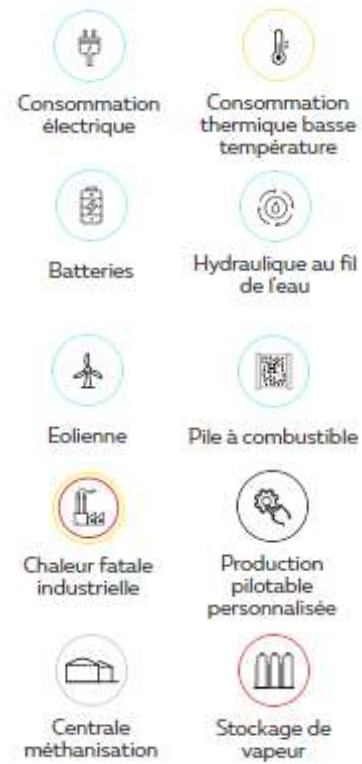 Consommation
électrique
Consommation
thermique basse
température
Batteries
Hydraulique au fil
de l'eau
Eolienne
Pile à combustible
Chaleur fatale
industrielle
Production
pilotable
personnalisée
Centrale
méthanisation
Stockage de
vapeur